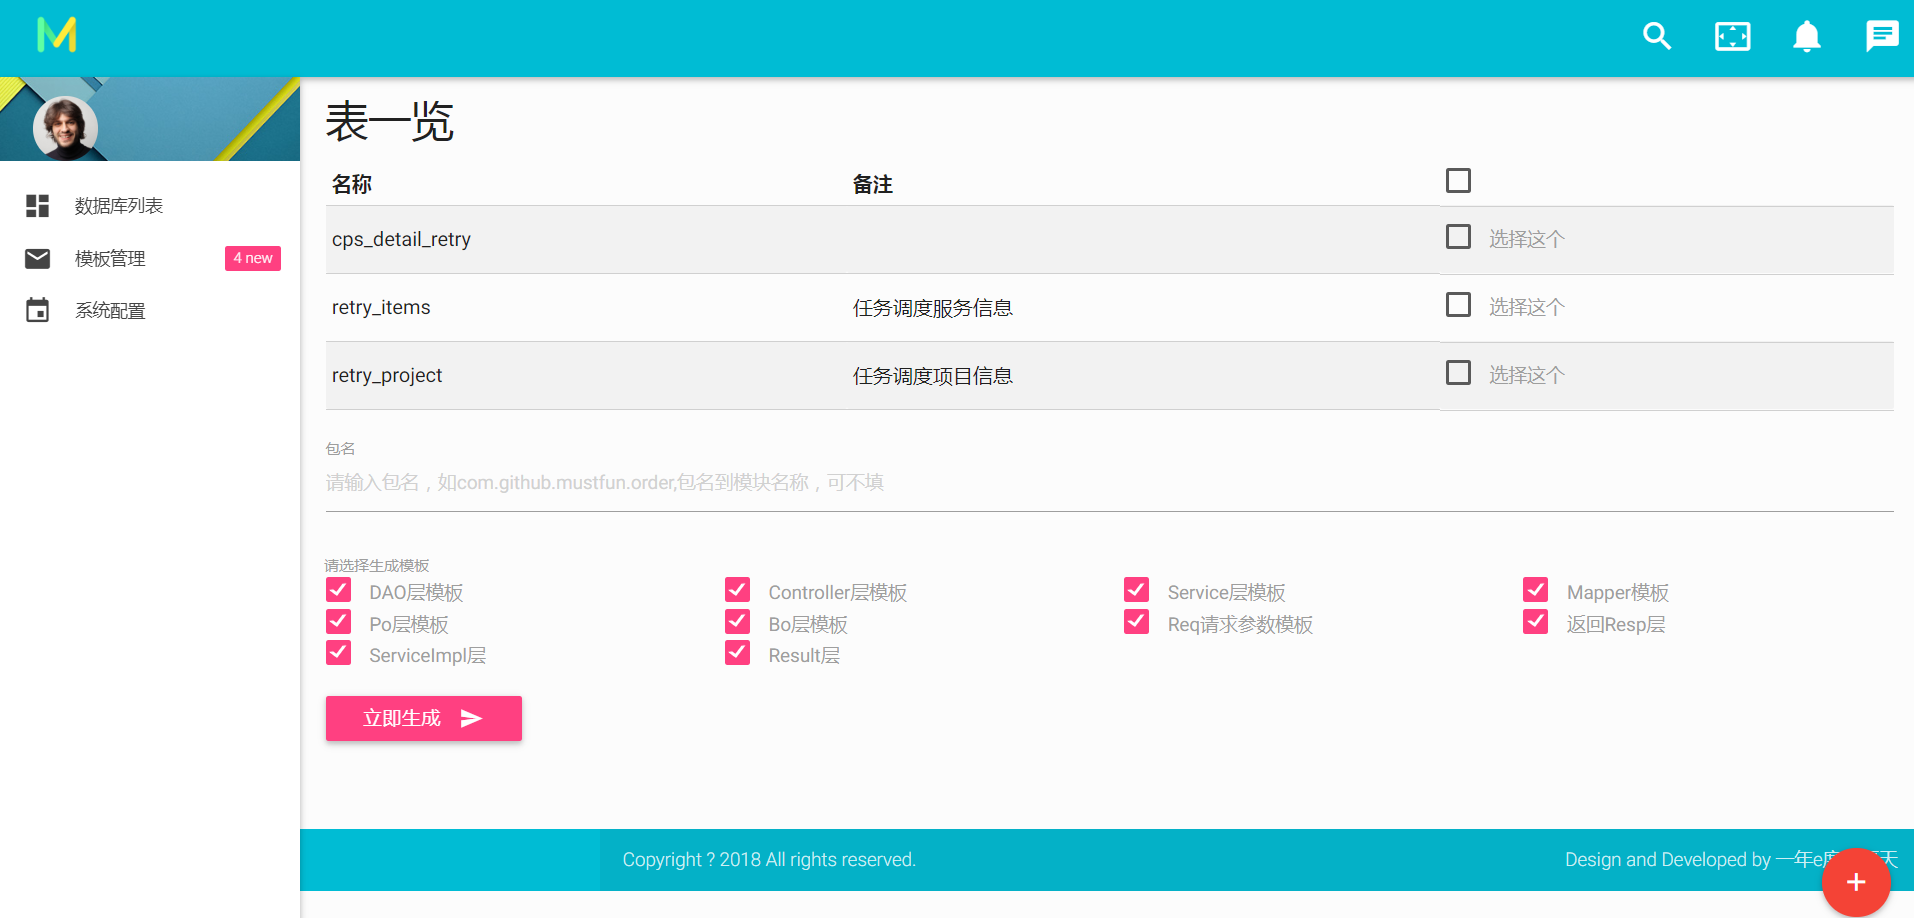 M
数据库列表
模板管理 4 new
系统配置
表一览
名称 备注
cps_detail_retry 选择这个
retry_items 任务调度服务信息 选择这个
retry_project 任务调度项目信息 选择这个
包名
请输入包名，如com.github.mustfun.order,包名到模块名称，可不填
请选择生成模板
DAO层模板 Controller层模板 Service层模板 Mapper模板
Po层模板 Bo层模板 Req请求参数模板 返回Resp层
ServiceImpl层 Result层
立即生成
Copyright ? 2018 All rights reserved. Design and Developed by 一年e